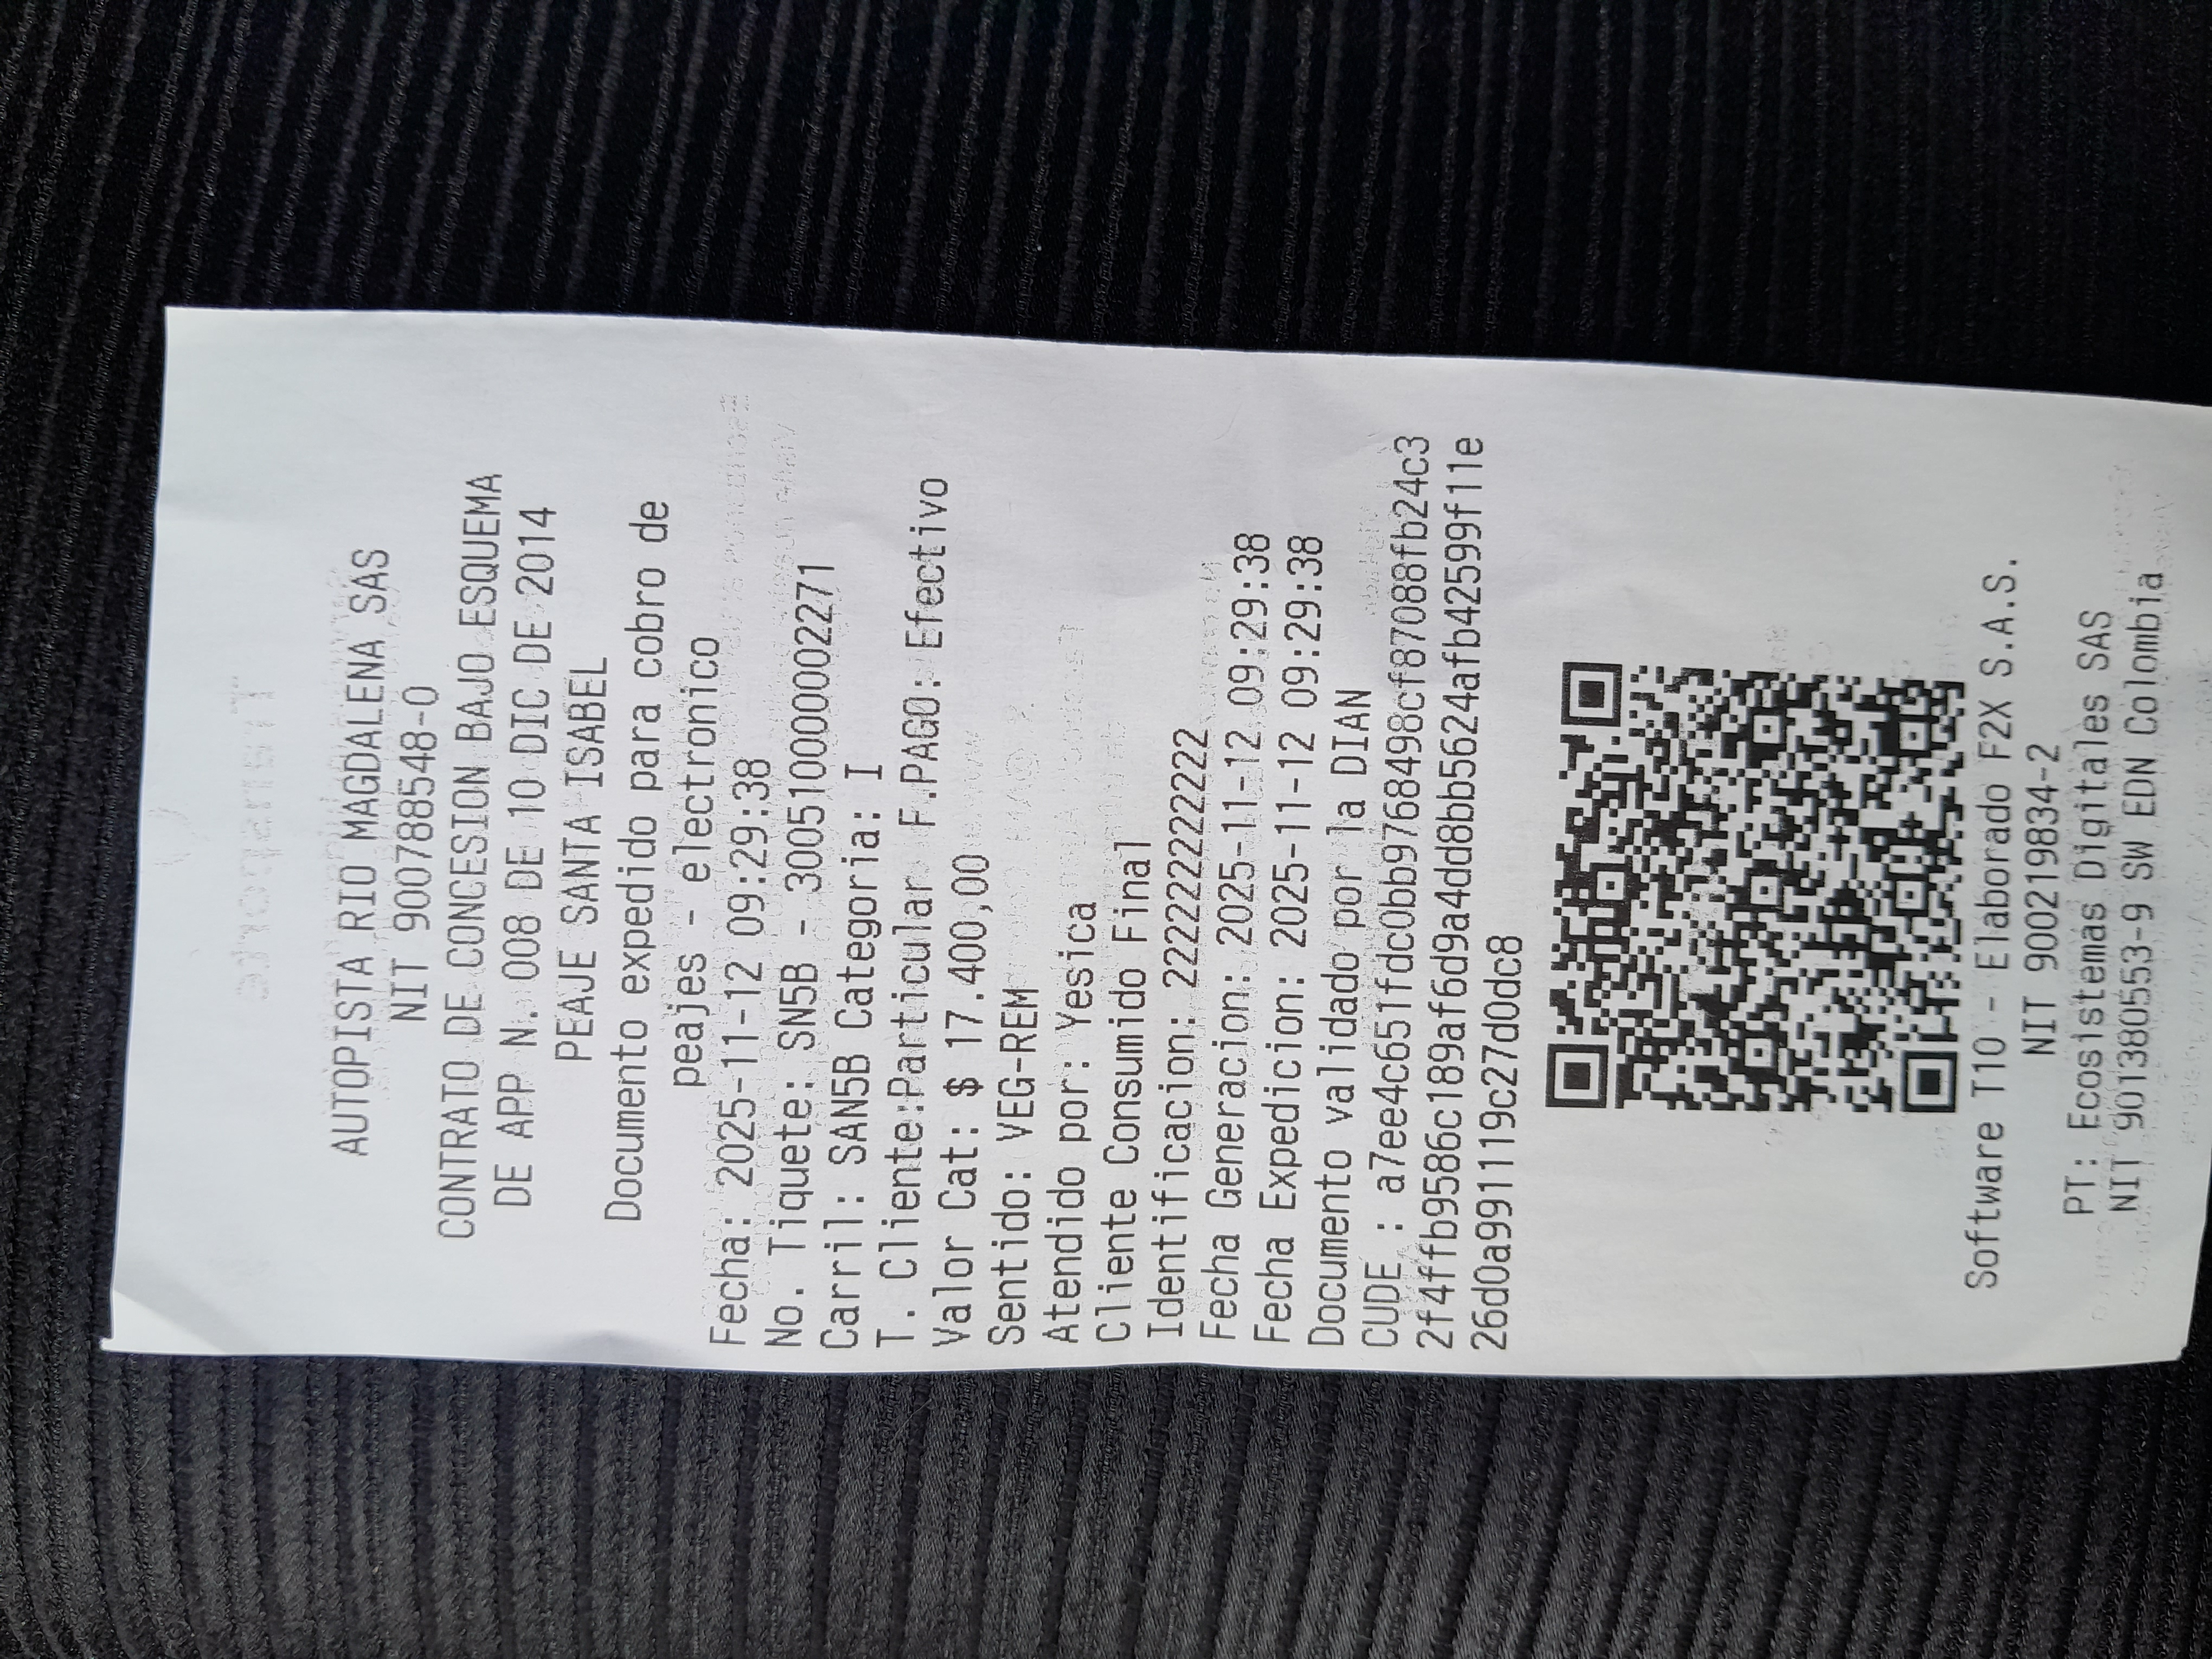 AUTOPISTA RIO MAGDALENA SAS
NIT 900788548-0
CONTRATO DE CONCESION BAJO ESQUEMA
DE APP N. 008 DE 10 DIC DE 2014
PEAJE SANTA ISABEL
Documento expedido para cobro de
peajes - electronico
Fecha: 2025-11-12 09:29:38
No. Tiquete: SN5B - 300510000002271
Carril: SAN5B Categoria: I
T. Cliente:Particular F.PAGO: Efectivo
Valor Cat: $ 17.400,00
Sentido: VEG-REM
Atendido por: Yesica
Cliente Consumido Final
Identificacion: 222222222222
Fecha Generacion: 2025-11-12 09:29:38
Fecha Expedicion: 2025-11-12 09:29:38
Documento validado por la DIAN
CUDE : a7ee4c651fdc0bb9768498cf87088fb24c3
2f4ffb9586c189af6d9a4dd8bb5624afb42599f11e
26d0a991119c27d0dc8
Software T10 - Elaborado F2X S.A.S.
NIT 900219834-2
PT: Ecosistemas Digitales SAS
NIT 901380553-9 SW EDN Colombia